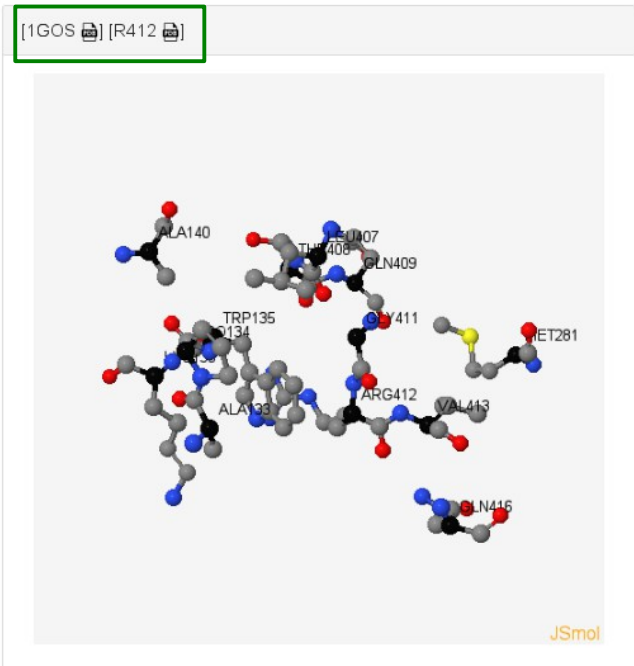 [1GOS] [R412]
ALA140
LEU407
THR408
GLN409
TRP135
GLY411
MET281
ARG412
ALA133
VAL413
GLN416
JSmol